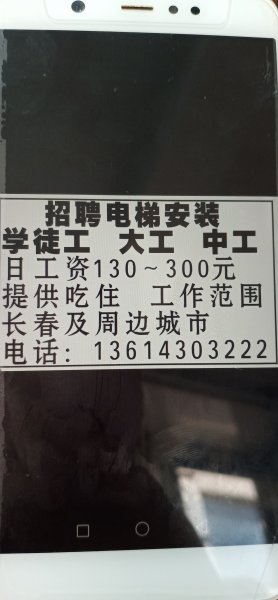 招聘电梯安装
学徒工 大工 中工
日工资130～300元
提供吃住 工作范围
长春及周边城市
电话：13614303222